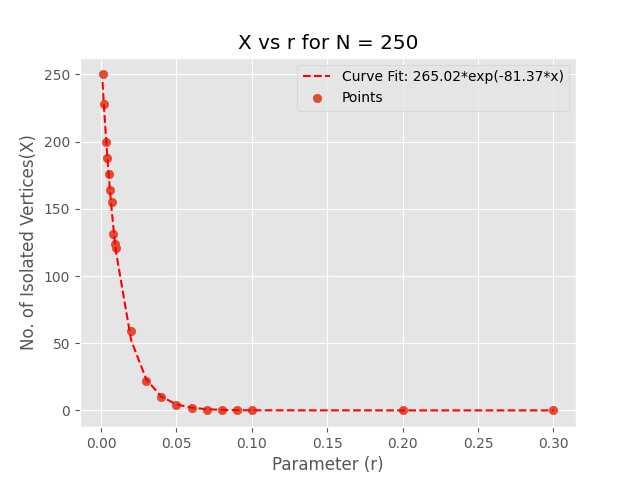 X vs r for N = 250
Curve Fit: 265.02*exp(-81.37*x)
Points
No. of Isolated Vertices(X)
250
200
150
100
50
0
0.00 0.05 0.10 0.15 0.20 0.25 0.30
Parameter (r)